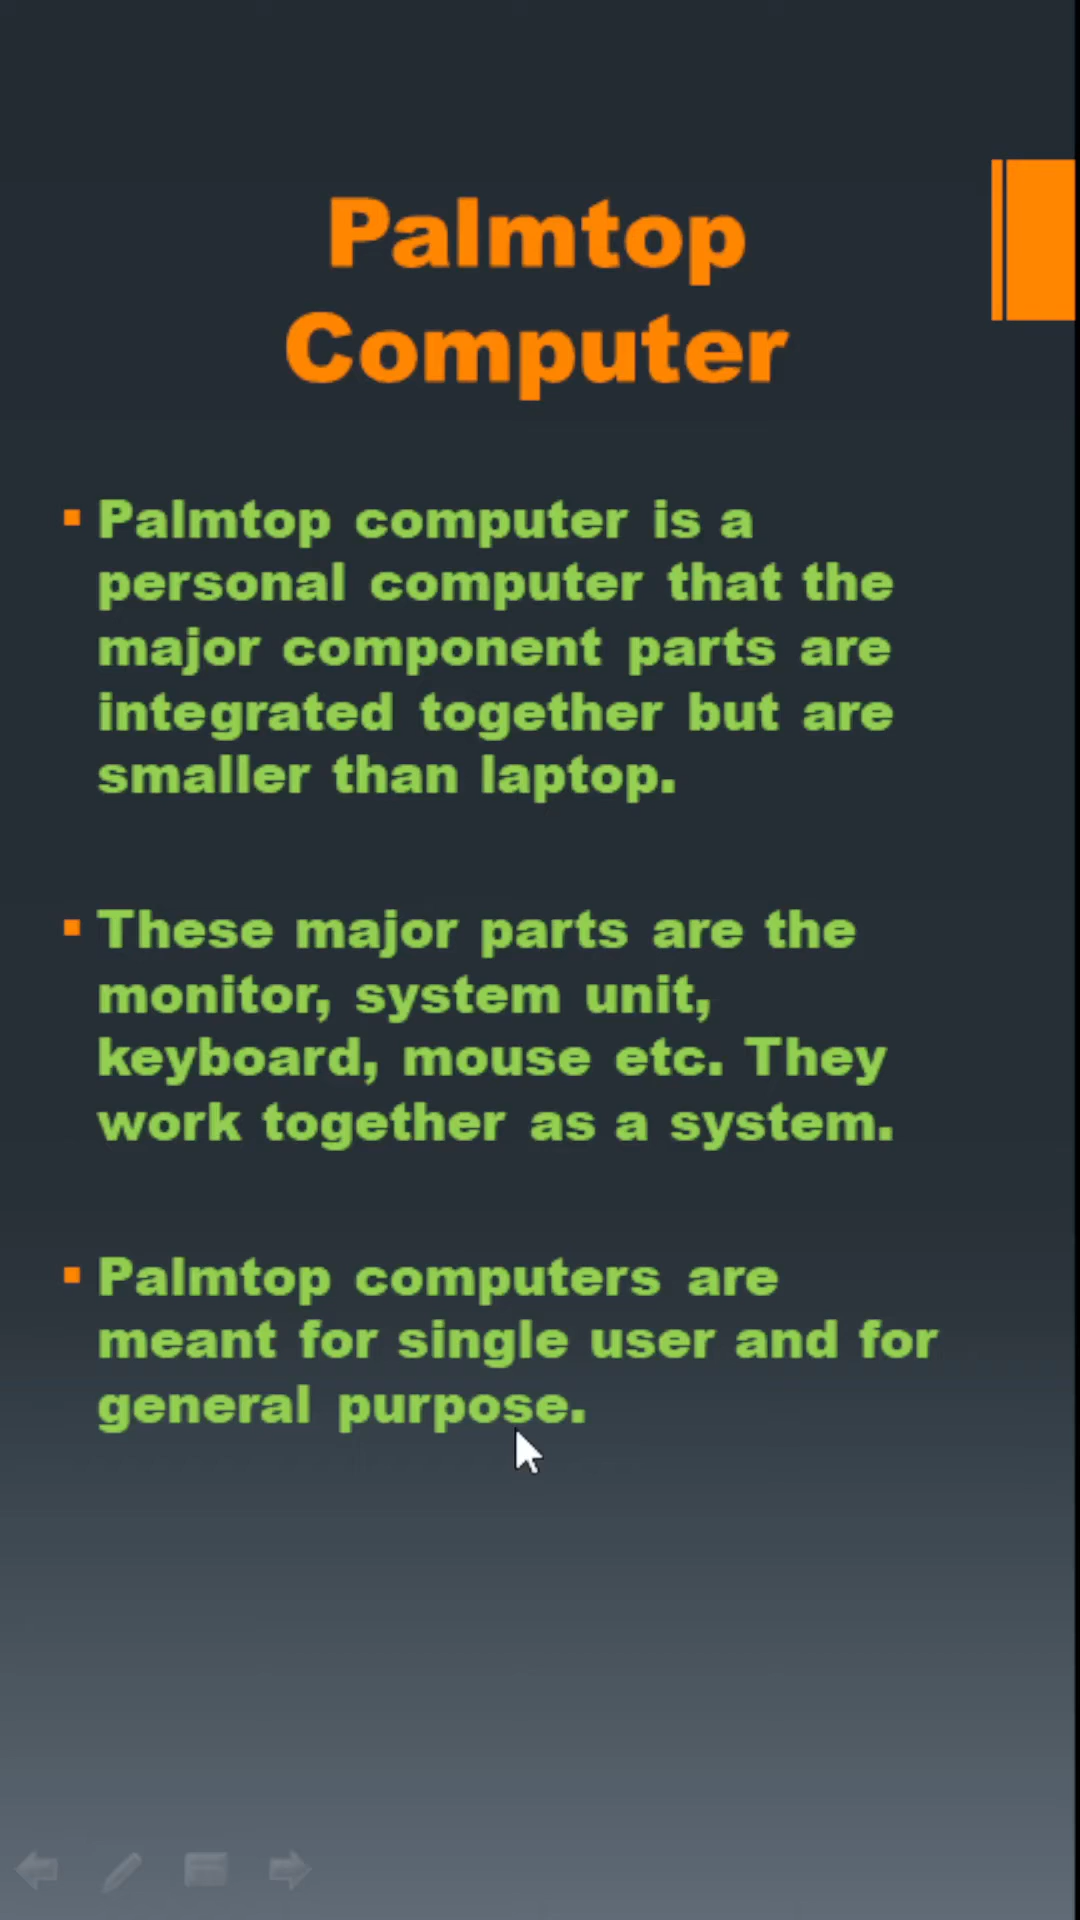 Palmtop
Computer
Palmtop computer is a
personal computer that the
major component parts are
integrated together but are
smaller than laptop.
These major parts are the
monitor, system unit,
keyboard, mouse etc. They
work together as a system.
Palmtop computers are
meant for single user and for
general purpose.